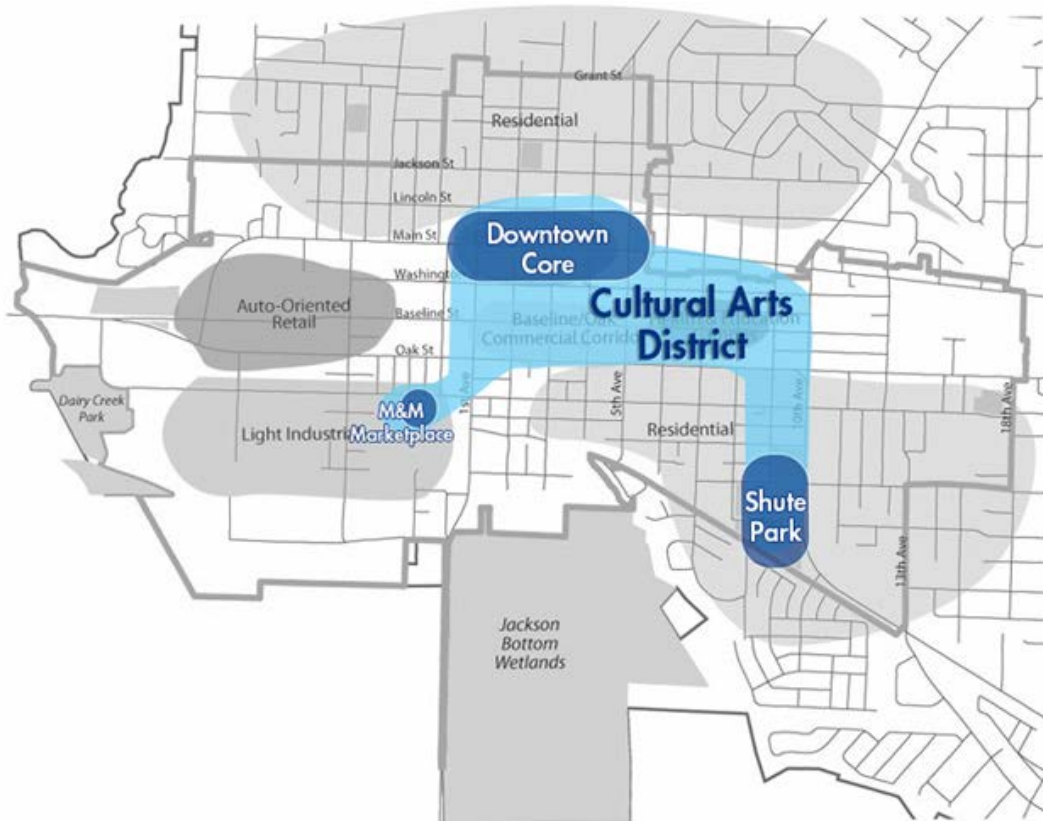 Grant St
Residential
Jackson St
Lincoln St
Main St
Downtown
Core
Washington
Cultural Arts
District
Auto-Oriented
Retail
Baseline St
Baseline/Oak
Commercial Corridor
Oak St
Dairy Creek
Park
M&M
Marketplace
Light Industrial
1st Ave
5th Ave
10th Ave
18th Ave
Residential
Shute
Park
13th Ave
Jackson
Bottom
Wetlands